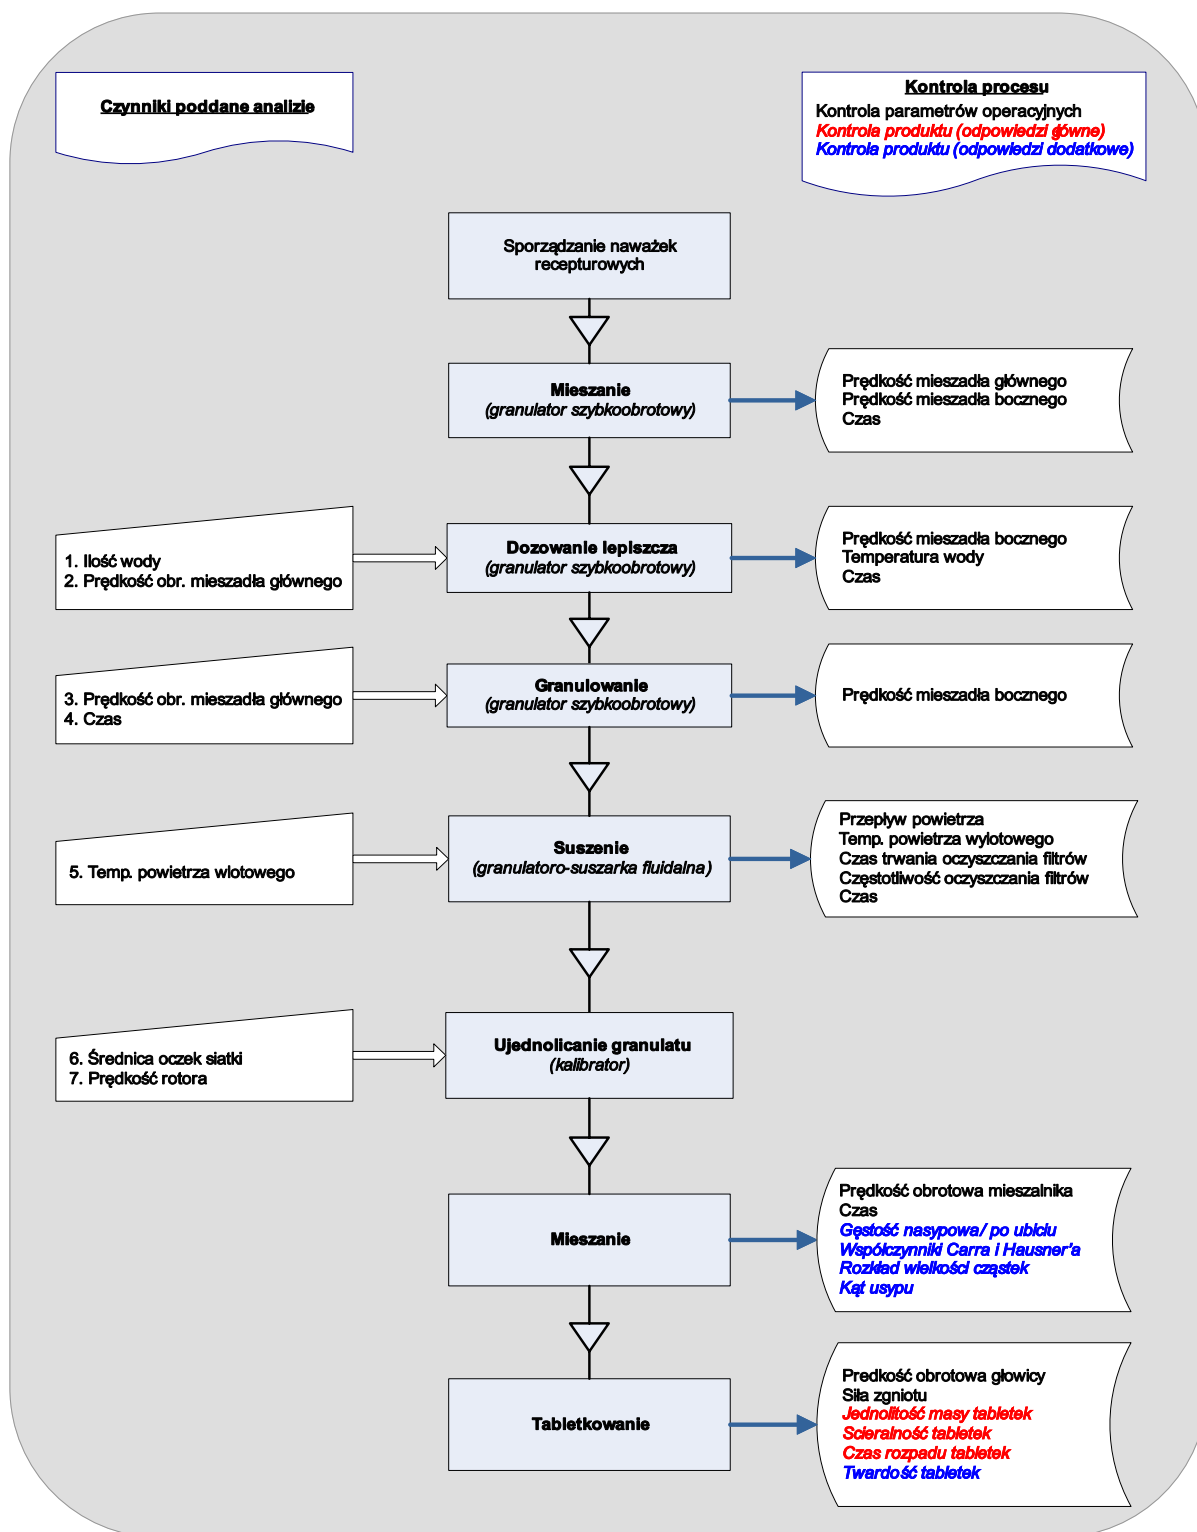 Czynniki poddane analizie
Kontrola procesu
Kontrola parametrów operacyjnych
Kontrola produktu (odpowiedzi główne)
Kontrola produktu (odpowiedzi dodatkowe)
Sporządzanie naważek
recepturowych
Mieszanie
(granulator szybkoobrotowy)
Prędkość mieszadła głównego
Prędkość mieszadła bocznego
Czas
1. Ilość wody
2. Prędkość obr. mieszadła głównego
Dozowanie lepiszcza
(granulator szybkoobrotowy)
Prędkość mieszadła bocznego
Temperatura wody
Czas
3. Prędkość obr. mieszadła głównego
4. Czas
Granulowanie
(granulator szybkoobrotowy)
Prędkość mieszadła bocznego
5. Temp. powietrza wlotowego
Suszenie
(granulatoro-suszarka fluidalna)
Przepływ powietrza
Temp. powietrza wylotowego
Czas trwania oczyszczania filtrów
Częstotliwość oczyszczania filtrów
Czas
6. Średnica oczek siatki
7. Prędkość rotora
Ujednolicanie granulatu
(kalibrator)
Mieszanie
Prędkość obrotowa mieszalnika
Czas
Gęstość nasypowa/ po ubiciu
Współczynniki Carra i Hausner'a
Rozkład wielkości cząstek
Kąt usypu
Tabletkowanie
Predkość obrotowa głowicy
Siła zgniotu
Jednolitość masy tabletek
Scieralność tabletek
Czas rozpadu tabletek
Twardość tabletek